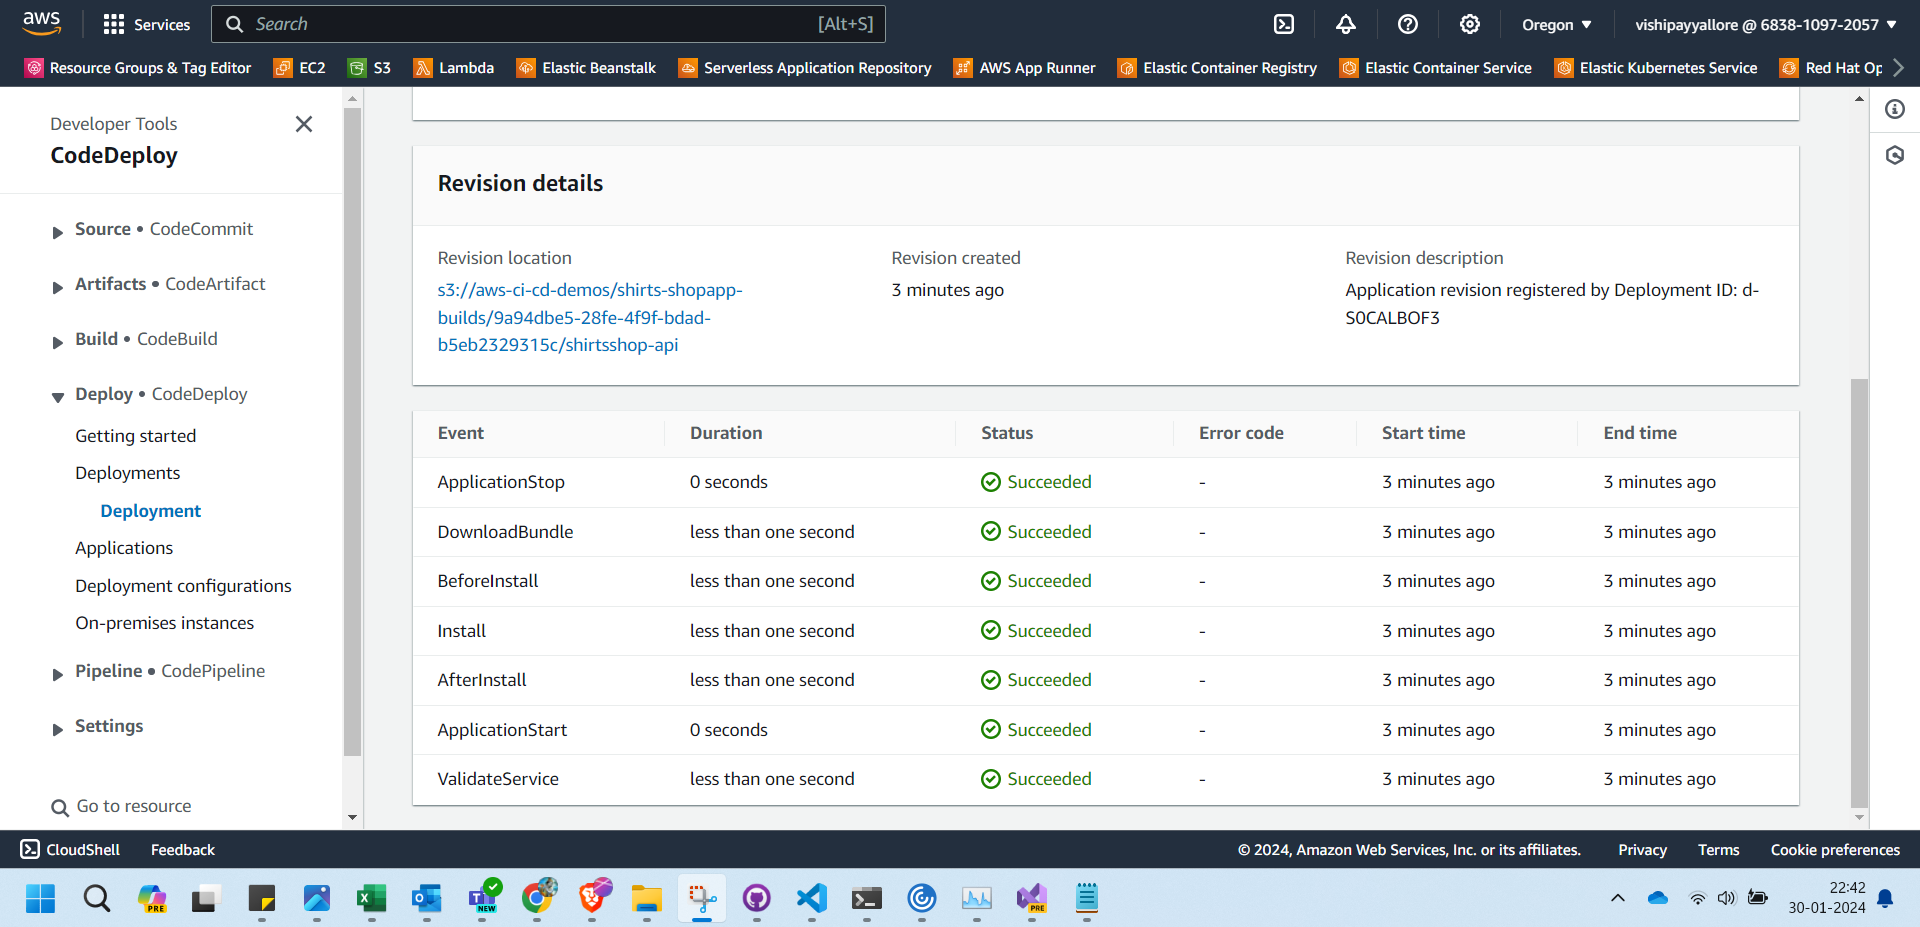 aws
Services
Search
[Alt+S]
Oregon
vishipayyallore @ 6838-1097-2057
Resource Groups & Tag Editor
EC2
S3
Lambda
Elastic Beanstalk
Serverless Application Repository
AWS App Runner
Elastic Container Registry
Elastic Container Service
Elastic Kubernetes Service
Red Hat Op
Developer Tools
CodeDeploy
Source • CodeCommit
Artifacts • CodeArtifact
Build • CodeBuild
Deploy • CodeDeploy
Getting started
Deployments
Deployment
Applications
Deployment configurations
On-premises instances
Pipeline • CodePipeline
Settings
Go to resource
Revision details
Revision location
s3://aws-ci-cd-demos/shirts-shopapp-
builds/9a94dbe5-28fe-4f9f-bdad-
b5eb2329315c/shirtsshop-api
Revision created
3 minutes ago
Revision description
Application revision registered by Deployment ID: d-
S0CALBOF3
Event Duration Status Error code Start time End time
ApplicationStop 0 seconds Succeeded - 3 minutes ago 3 minutes ago
DownloadBundle less than one second Succeeded - 3 minutes ago 3 minutes ago
BeforeInstall less than one second Succeeded - 3 minutes ago 3 minutes ago
Install less than one second Succeeded - 3 minutes ago 3 minutes ago
AfterInstall less than one second Succeeded - 3 minutes ago 3 minutes ago
ApplicationStart 0 seconds Succeeded - 3 minutes ago 3 minutes ago
ValidateService less than one second Succeeded - 3 minutes ago 3 minutes ago
CloudShell
Feedback
© 2024, Amazon Web Services, Inc. or its affiliates.
Privacy
Terms
Cookie preferences
PRE
NEW
PRE
22:42
30-01-2024